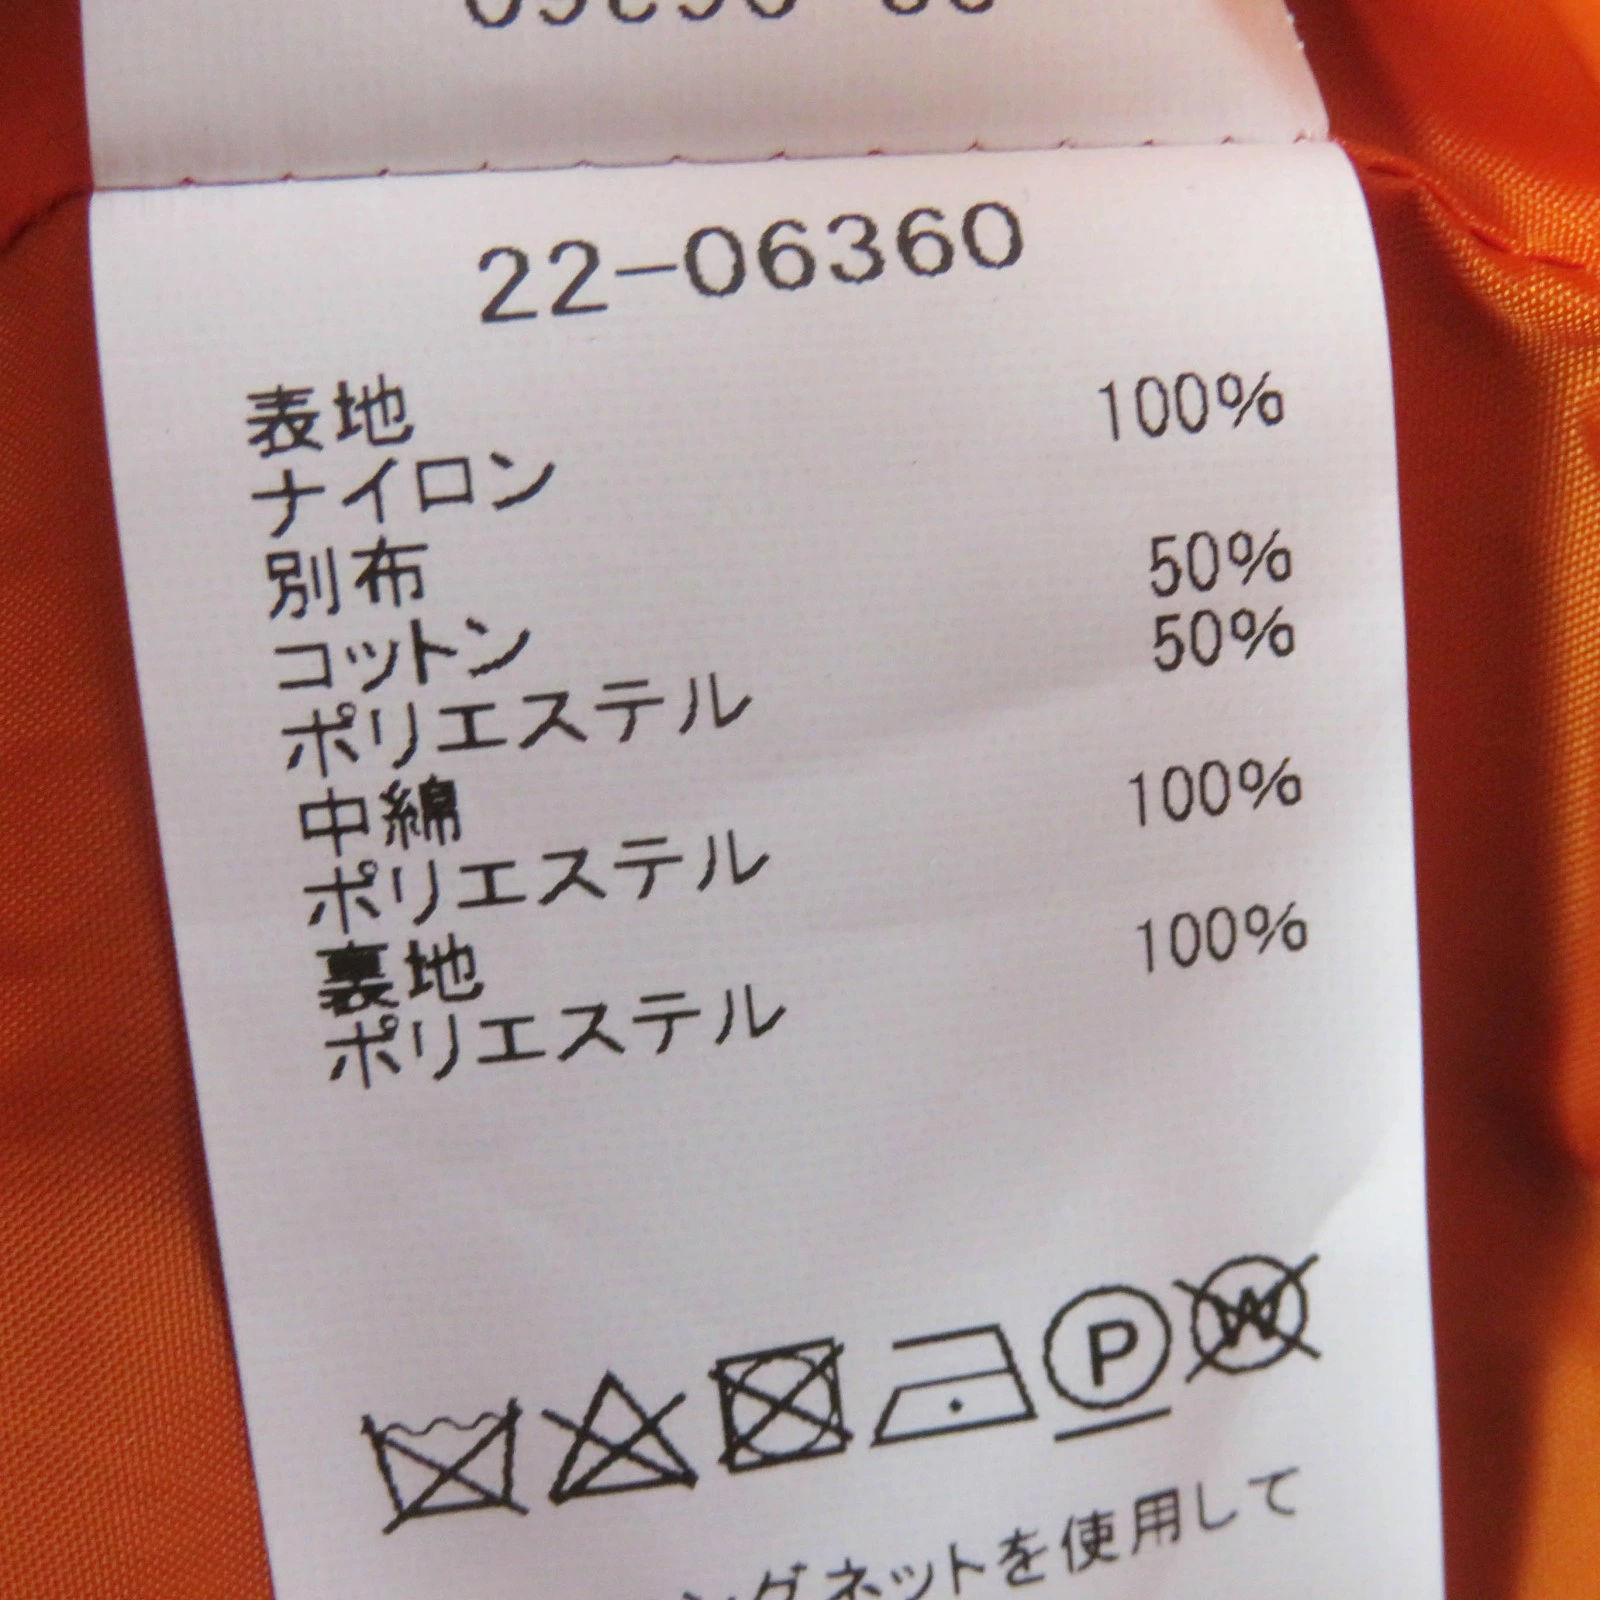 22-06360
表地 100%
ナイロン
別布 50%
コットン 50%
ポリエステル
中綿 100%
ポリエステル
裏地 100%
ポリエステル
P W
ングネットを使用して